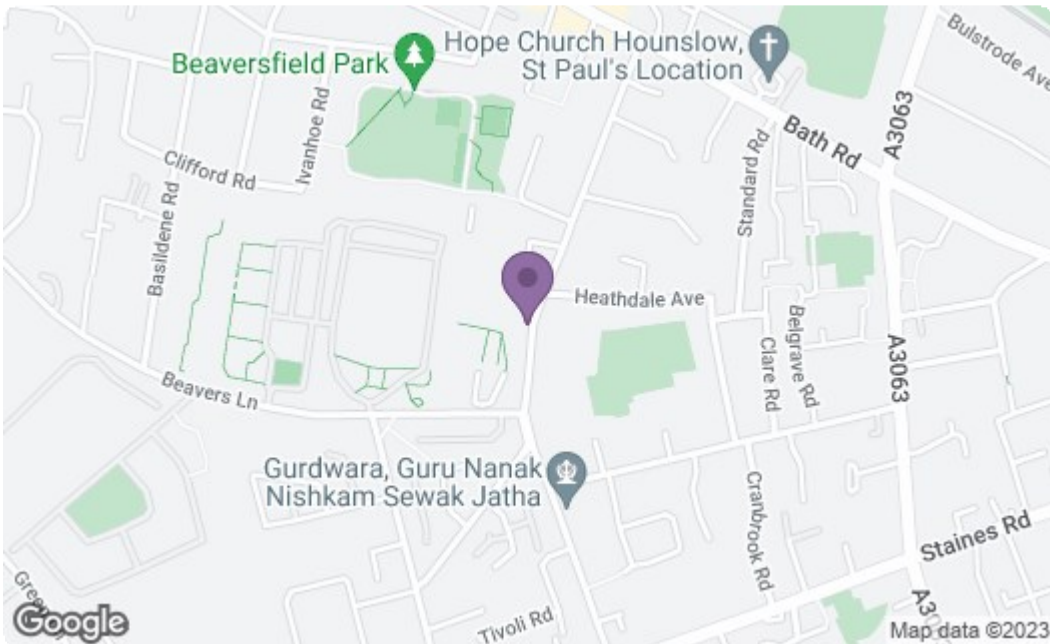 Hope Church Hounslow,
St Paul's Location
Beaversfield Park
Bulstrode Ave
A3063
Bath Rd
Ivanhoe Rd
Clifford Rd
Stanpard Rd
Basildene Rd
Heathdale Ave
Belgrave Rd
Clare Rd
A3063
Beavers Ln
Gurdwara, Guru Nanak
Nishkam Sewak Jatha
Cranbrook Rd
Staines Rd
Tivoli Rd
Google
Map data ©2023